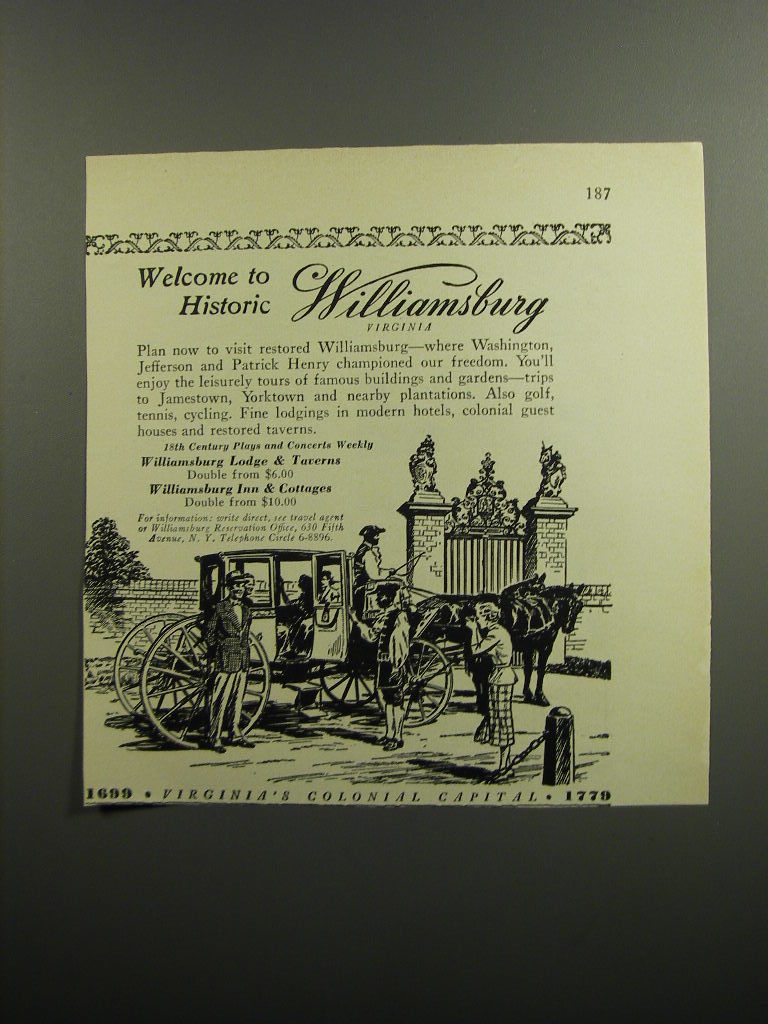 187
Welcome to
Historic
Williamsburg
VIRGINIA
Plan now to visit restored Williamsburg—where Washington,
Jefferson and Patrick Henry championed our freedom. You'll
enjoy the leisurely tours of famous buildings and gardens—trips
to Jamestown, Yorktown and nearby plantations. Also golf,
tennis, cycling. Fine lodgings in modern hotels, colonial guest
houses and restored taverns.
18th Century Plays and Concerts Weekly
Williamsburg Lodge & Taverns
Double from $6.00
Williamsburg Inn & Cottages
Double from $10.00
For information: write direct, see travel agent
or Williamsburg Reservation Office, 630 Fifth
Avenue, N. Y. Telephone Circle 6-8896.
1699 • VIRGINIA'S COLONIAL CAPITAL • 1779